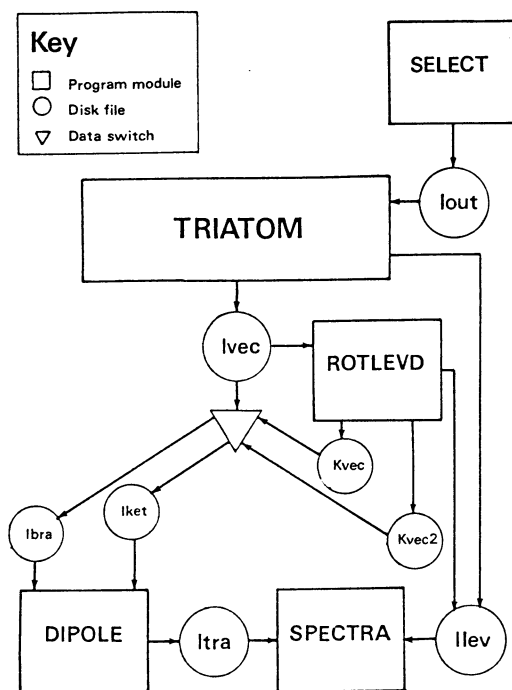 Key
Program module
Disk file
Data switch
SELECT
Iout
TRIATOM
Ivec
ROTLEVD
Kvec
Iket
Ibra
Kvec2
DIPOLE
Itra
SPECTRA
Ilev